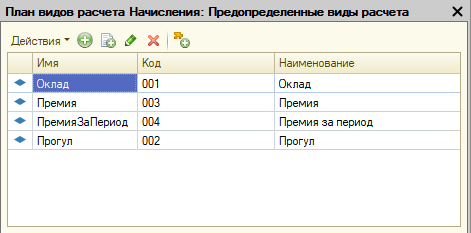 План видов расчета Начисления: Предопределенные виды расчета
Действия
Имя Код Наименование
Оклад 001 Оклад
Премия 003 Премия
ПремияЗаПериод 004 Премия за период
Прогул 002 Прогул